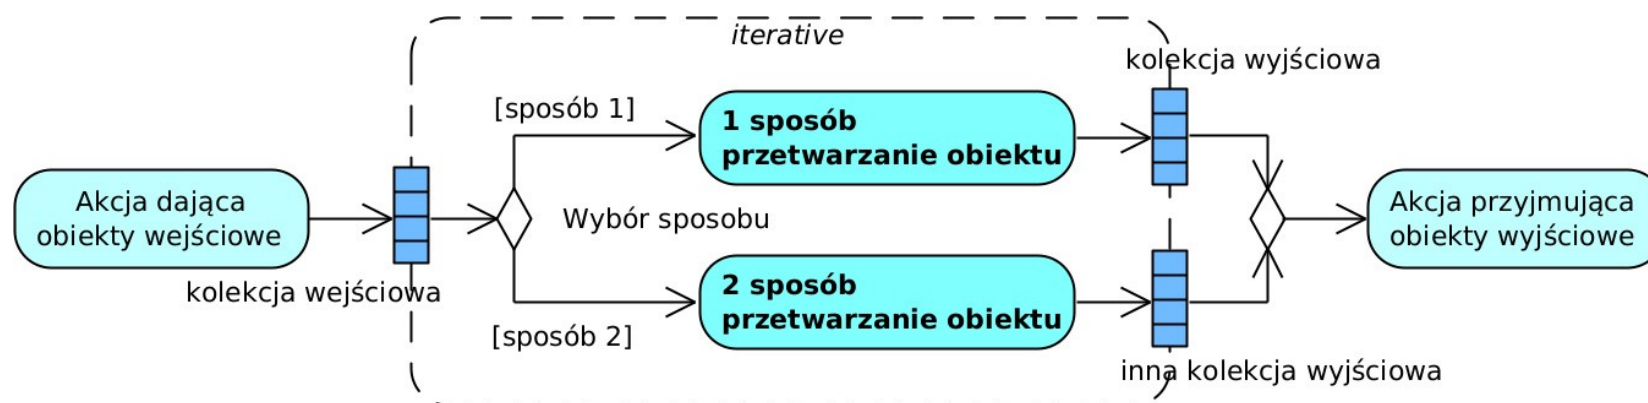 iterative
kolekcja wyjściowa
[sposób 1]
1 sposób
przetwarzanie obiektu
Akcja dająca
obiekty wejściowe
Wybór sposobu
Akcja przyjmująca
obiekty wyjściowe
kolekcja wejściowa
2 sposób
przetwarzanie obiektu
[sposób 2]
inna kolekcja wyjściowa